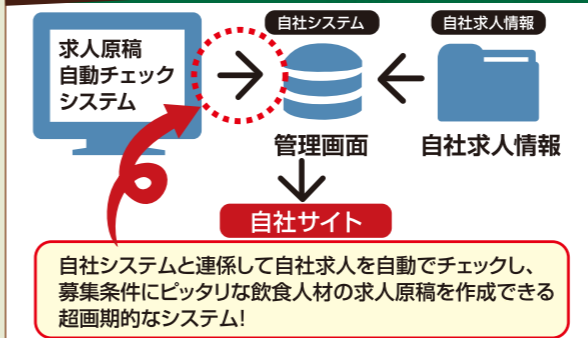 求人原稿
自動チェック
システム
自社システム
自社求人情報
管理画面
自社求人情報
自社サイト
自社システムと連係して自社求人を自動でチェックし、
募集条件にピッタリな飲食人材の求人原稿を作成できる
超画期的なシステム!